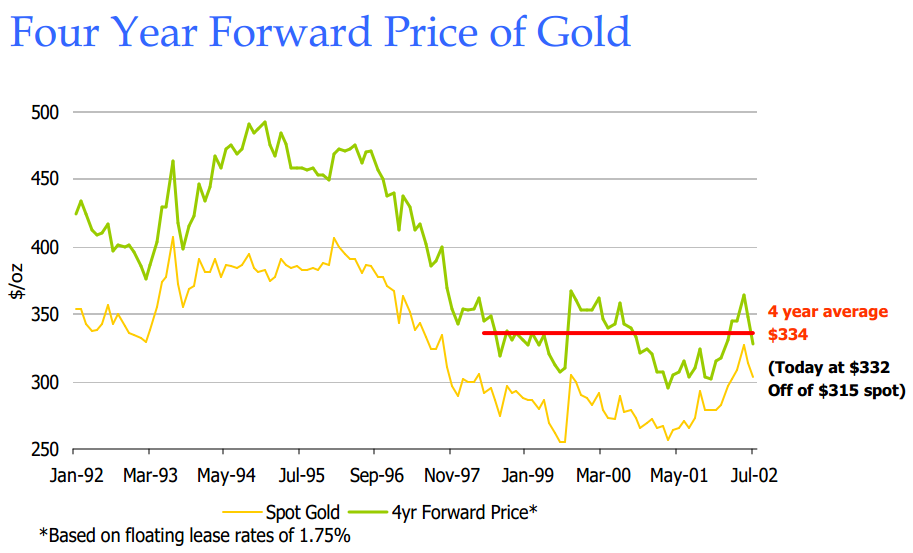 Four Year Forward Price of Gold
$/oz
500
450
400
350
300
250
Jan-92 Mar-93 May-94 Jul-95 Sep-96 Nov-97 Jan-99 Mar-00 May-01 Jul-02
4 year average
$334
(Today at $332
Off of $315 spot)
Spot Gold 4yr Forward Price*
*Based on floating lease rates of 1.75%